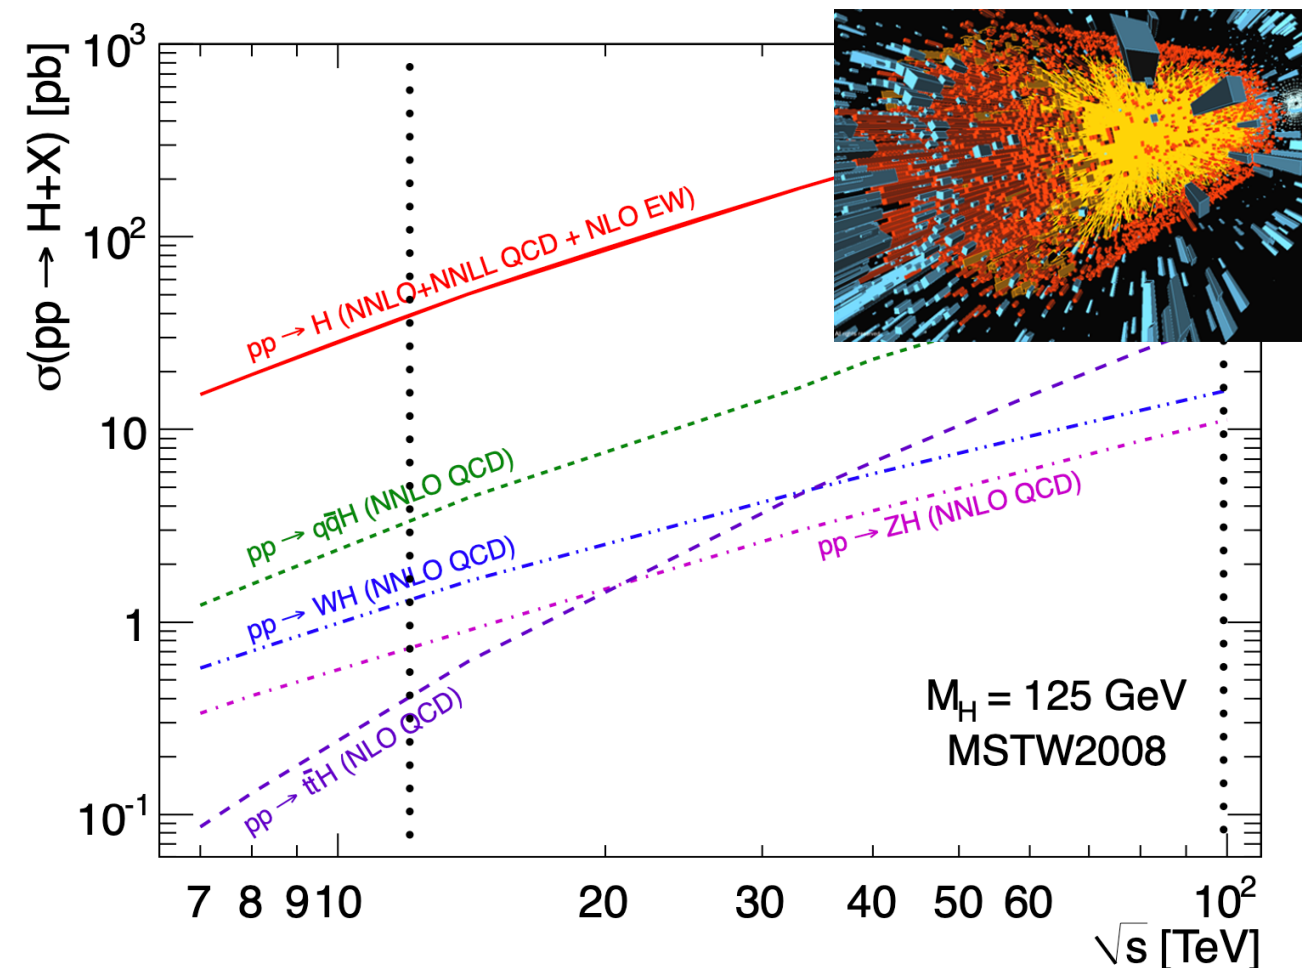 σ(pp → H+X) [pb]
10³
10²
10
1
10⁻¹
pp → H (NNLO+NNLL QCD + NLO EW)
pp → qq̄H (NNLO QCD)
pp → WH (NNLO QCD)
pp → ZH (NNLO QCD)
pp → tt̄H (NLO QCD)
M_H = 125 GeV
MSTW2008
7 8 9 10 20 30 40 50 60 10²
√s [TeV]